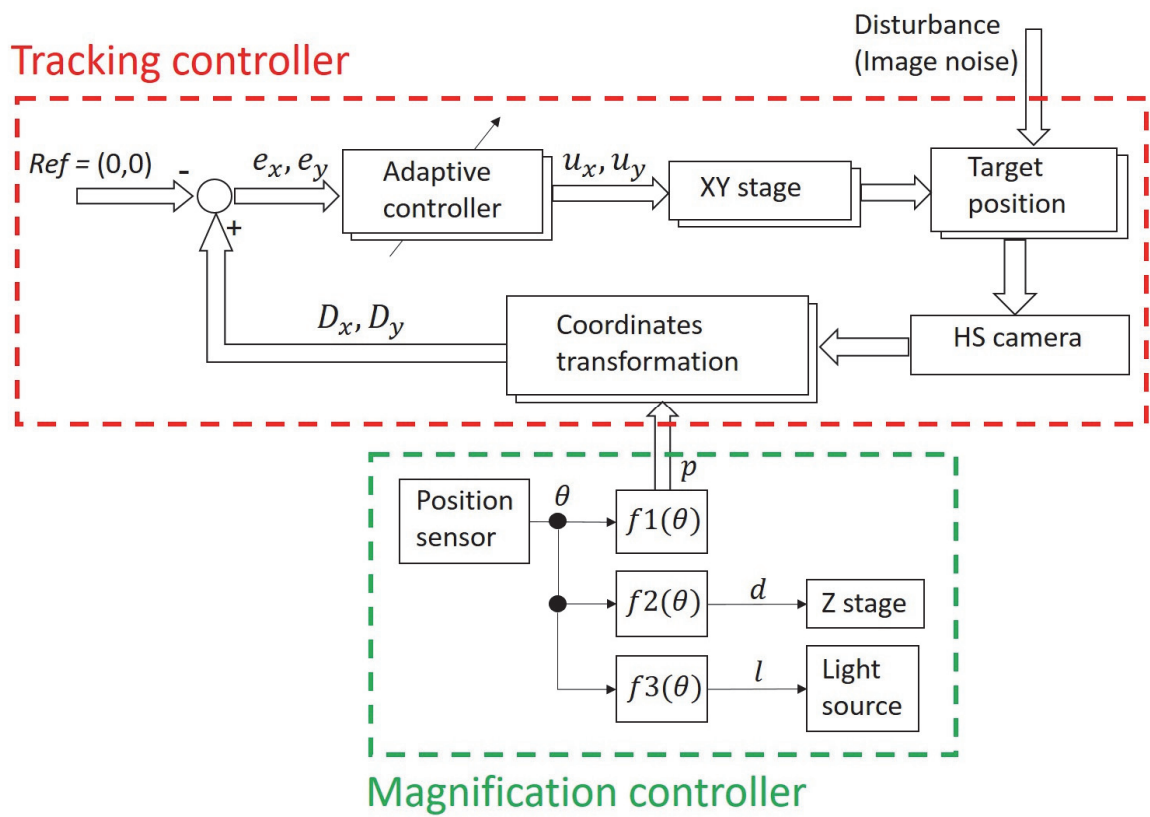 Disturbance
(Image noise)
Tracking controller
Ref = (0,0)
-
+
e_x, e_y
Adaptive
controller
u_x, u_y
XY stage
Target
position
D_x, D_y
Coordinates
transformation
HS camera
p
Position
sensor
θ
f1(θ)
f2(θ)
d
Z stage
f3(θ)
l
Light
source
Magnification controller